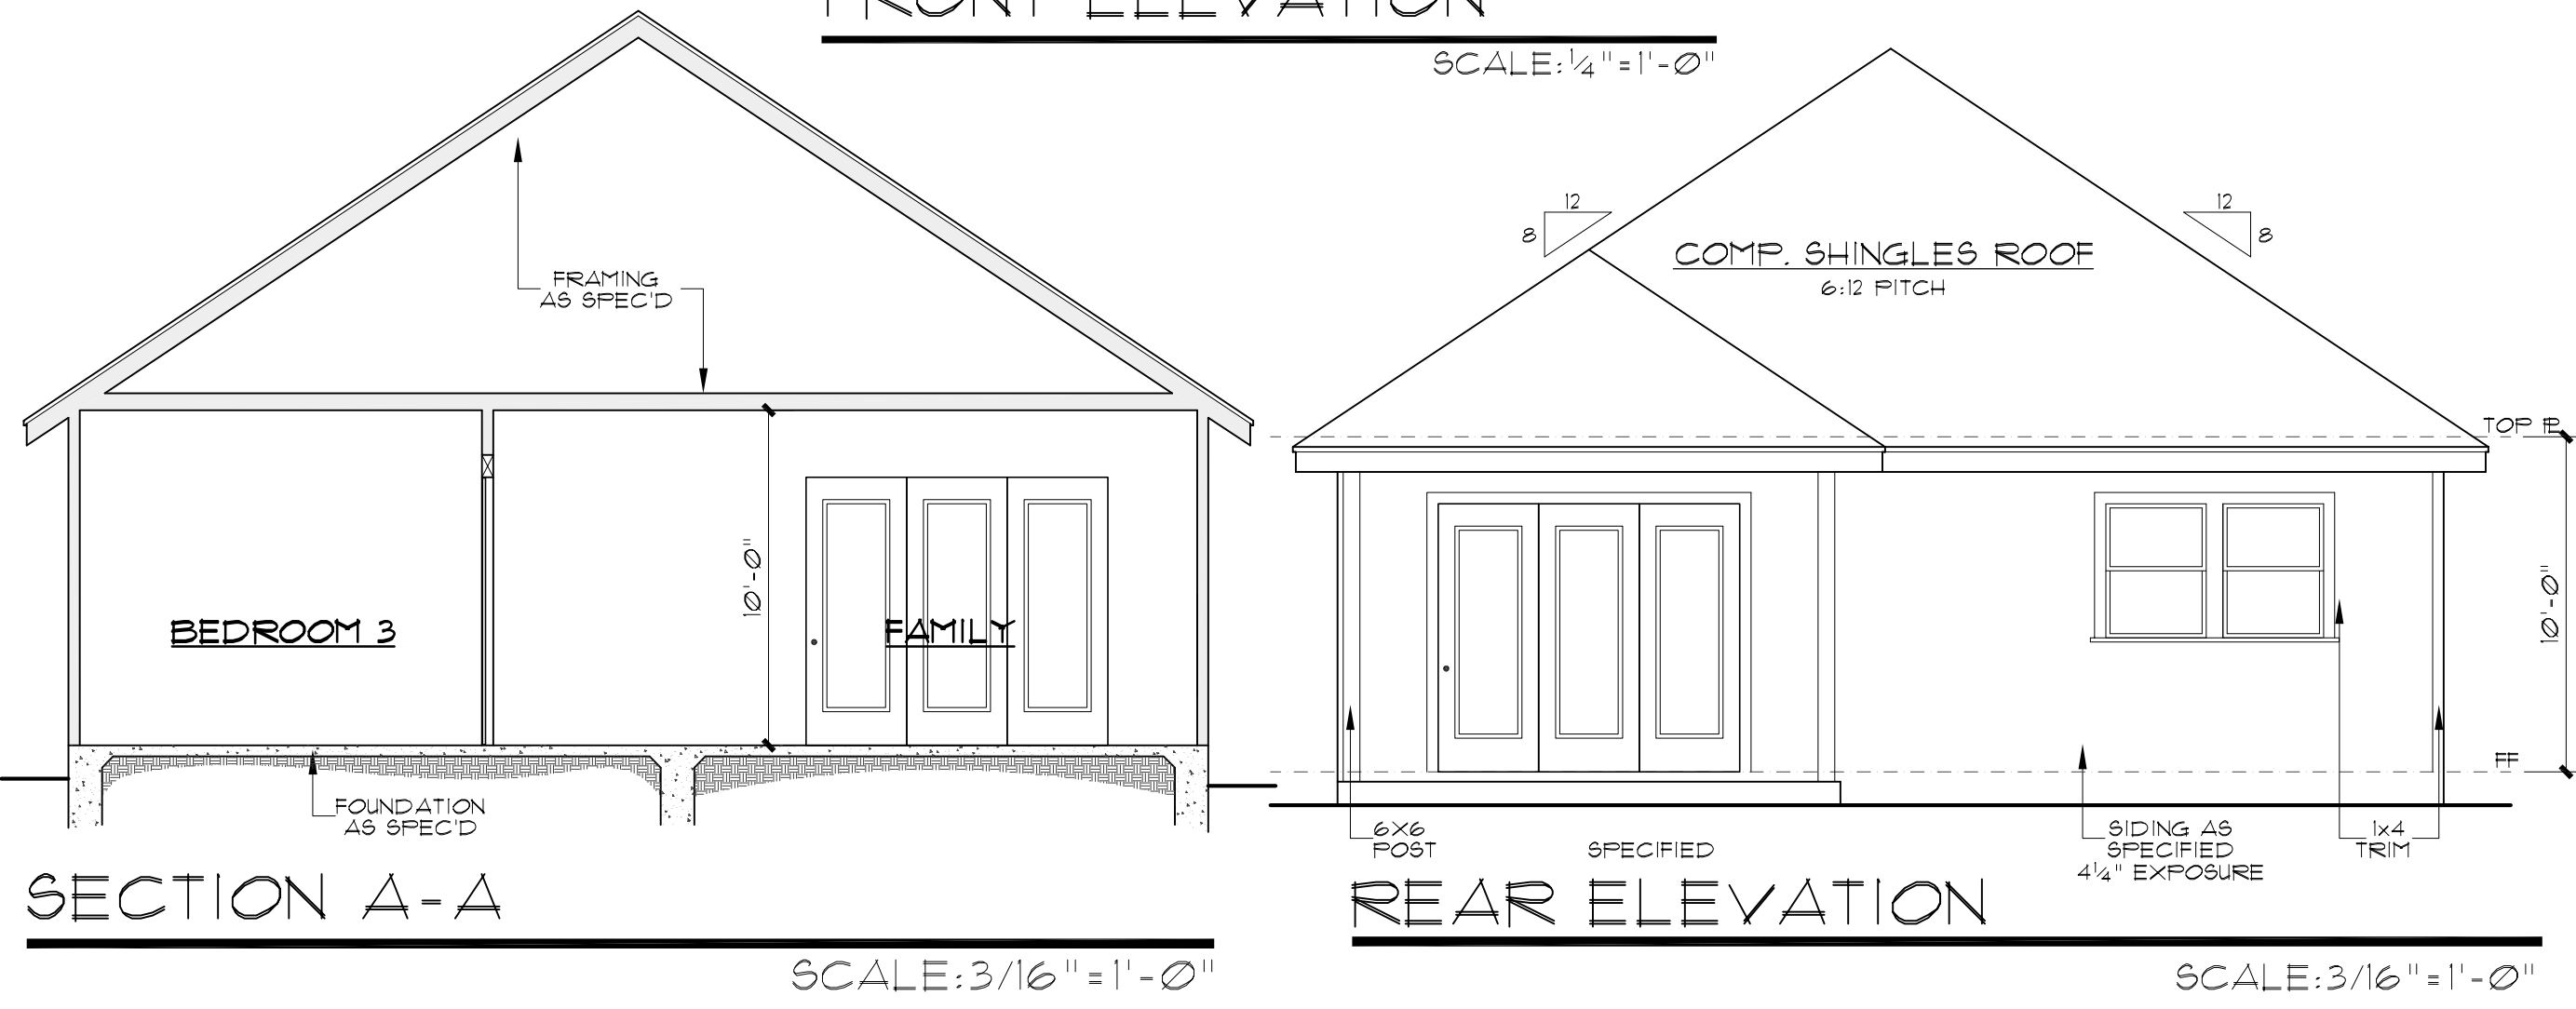 FRONT ELEVATION
SCALE:¼"=1'-0"
FRAMING
AS SPEC'D
10'-0"
BEDROOM 3
FAMILY
FOUNDATION
AS SPEC'D
SECTION A-A
SCALE:3/16"=1'-0"
12
8
12
8
COMP. SHINGLES ROOF
6:12 PITCH
TOP PL
10'-0"
FF
6X6
POST
SPECIFIED
SIDING AS
SPECIFIED
4¼" EXPOSURE
1x4
TRIM
REAR ELEVATION
SCALE:3/16"=1'-0"